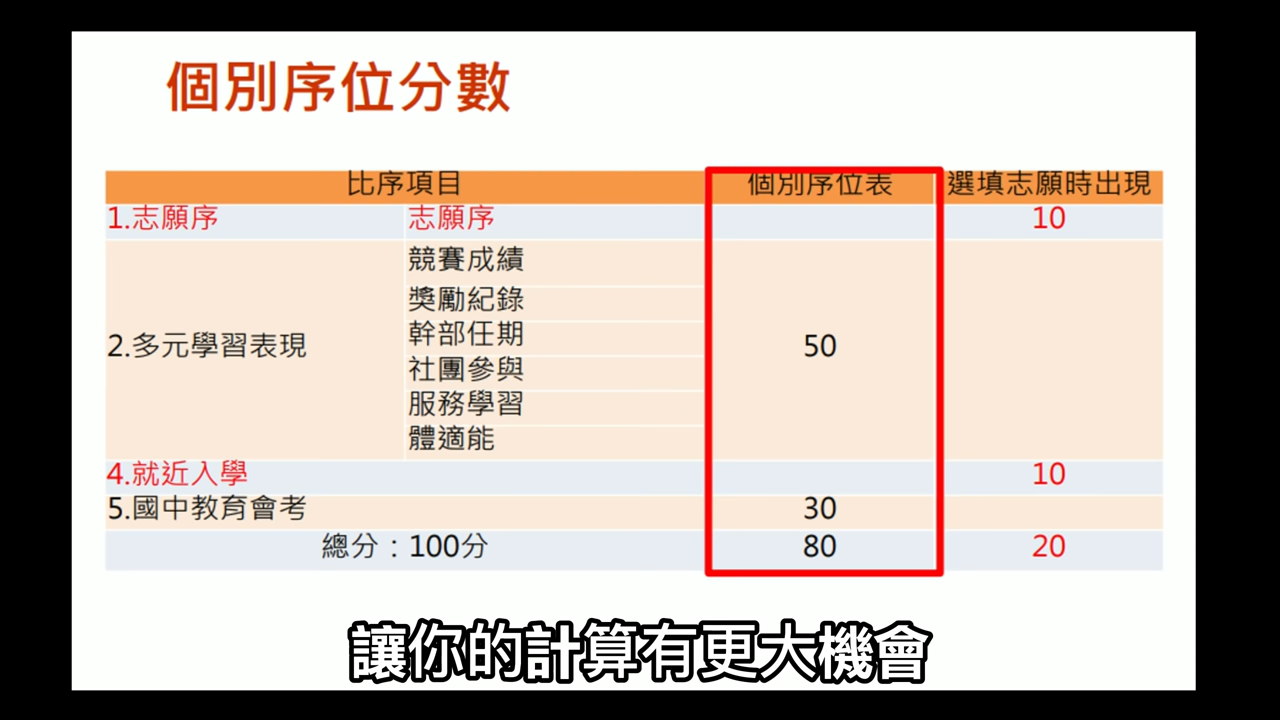 個別序位分數
比序項目 個別序位表 選填志願時出現
1.志願序 志願序 10
2.多元學習表現 競賽成績 50
獎勵紀錄
幹部任期
社團參與
服務學習
體適能
4.就近入學 10
5.國中教育會考 30
總分：100分 80 20
讓你的計算有更大機會